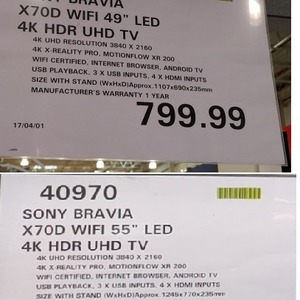 SONY BRAVIA
X70D WIFI 49" LED
4K HDR UHD TV
4K UHD RESOLUTION 3840 X 2160
4K X-REALITY PRO, MOTIONFLOW XR 200
WIFI CERTIFIED, INTERNET BROWSER, ANDROID TV
USB PLAYBACK, 3 X USB INPUTS, 4 X HDMI INPUTS
SIZE WITH STAND (WxHxD)Approx.1107x690x235mm
MANUFACTURER'S WARRANTY 1 YEAR
799.99
17/04/01
40970
SONY BRAVIA
X70D WIFI 55" LED
4K HDR UHD TV
4K UHD RESOLUTION 3840 X 2160
4K X-REALITY PRO, MOTIONFLOW XR 200
WIFI CERTIFIED, INTERNET BROWSER, ANDROID TV
USB PLAYBACK, 3 X USB INPUTS, 4 X HDMI INPUTS
SIZE WITH STAND (WxHxD)Approx.1245x770x235mm